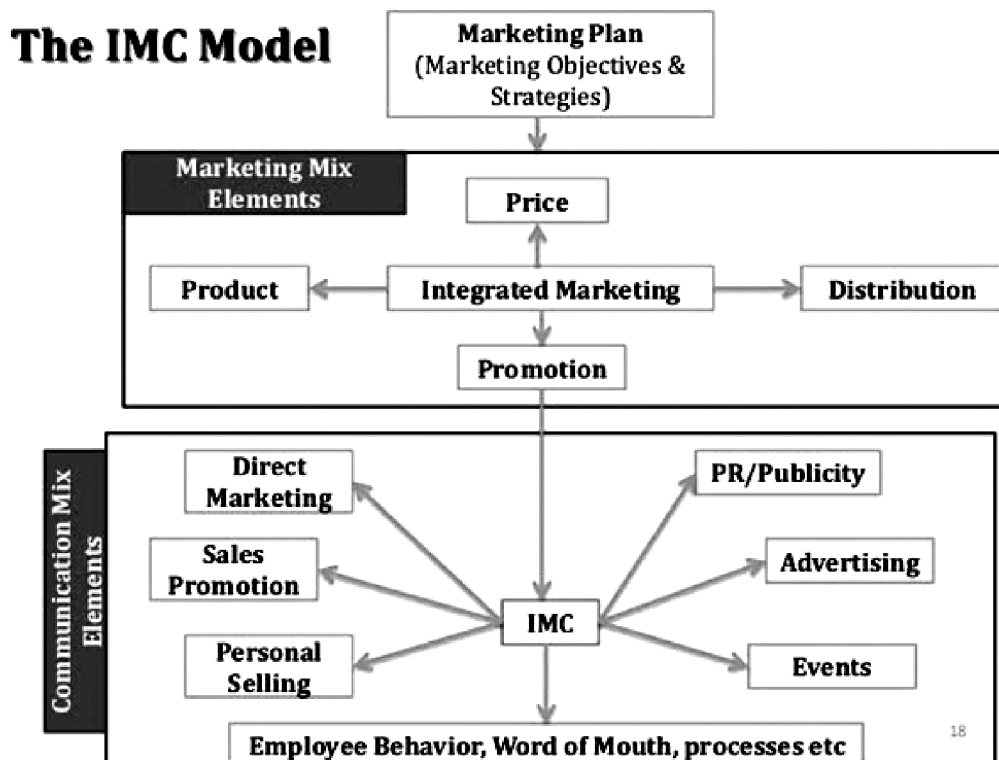 The IMC Model
Marketing Plan
(Marketing Objectives &
Strategies)
Marketing Mix
Elements
Price
Product
Integrated Marketing
Distribution
Promotion
Communication Mix
Elements
Direct
Marketing
PR/Publicity
Sales
Promotion
Advertising
IMC
Personal
Selling
Events
Employee Behavior, Word of Mouth, processes etc
18